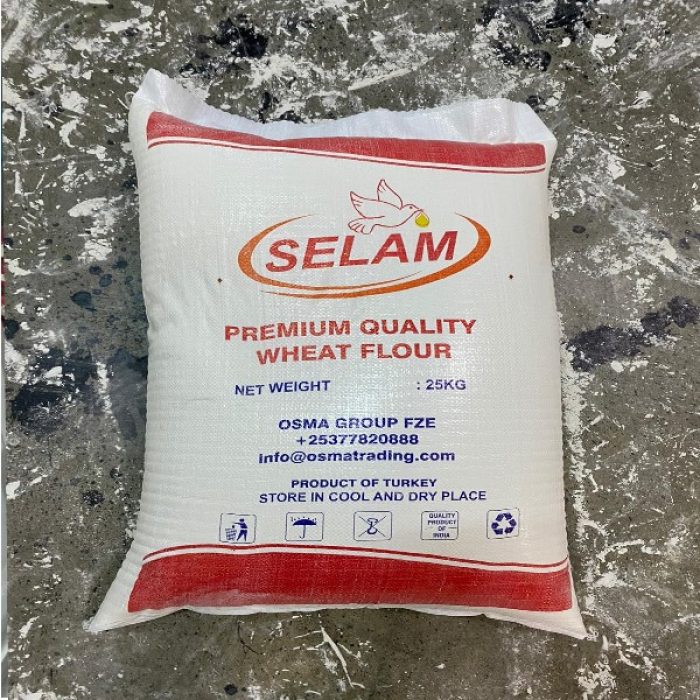 SELAM
PREMIUM QUALITY
WHEAT FLOUR
NET WEIGHT : 25KG
OSMA GROUP FZE
+25377820888
info@osmatrading.com
PRODUCT OF TURKEY
STORE IN COOL AND DRY PLACE
QUALITY
PRODUCT
OF
INDIA